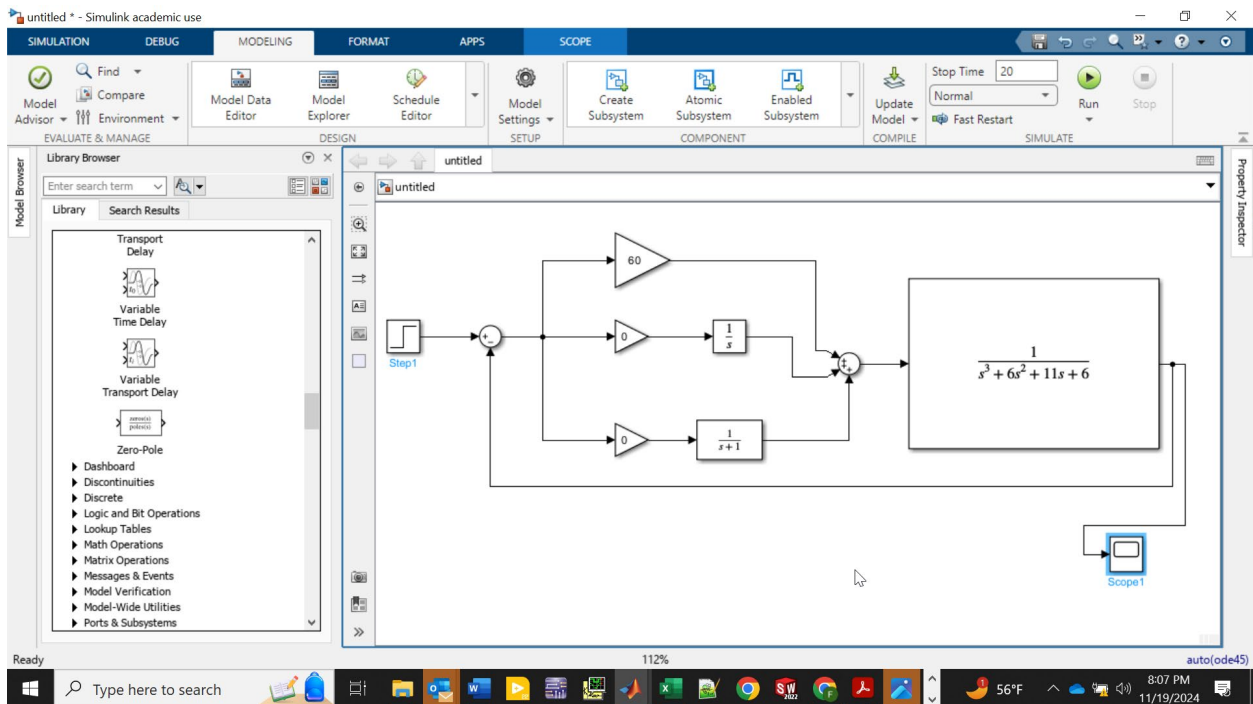 untitled * - Simulink academic use
SIMULATION DEBUG MODELING FORMAT APPS SCOPE
Model Advisor
Find
Compare
Environment
EVALUATE & MANAGE
Model Data Editor
Model Explorer
Schedule Editor
DESIGN
Model Settings
SETUP
Create Subsystem
Atomic Subsystem
Enabled Subsystem
COMPONENT
Update Model
COMPILE
Stop Time 20
Normal
Fast Restart
Run
Stop
SIMULATE
Model Browser
Library Browser
Enter search term
Library Search Results
Transport
Delay
Variable
Time Delay
Variable
Transport Delay
zeros(s)
poles(s)
Zero-Pole
Dashboard
Discontinuities
Discrete
Logic and Bit Operations
Lookup Tables
Math Operations
Matrix Operations
Messages & Events
Model Verification
Model-Wide Utilities
Ports & Subsystems
untitled
untitled
Property Inspector
60
Step1
0
1
s
0
1
s+1
1
s³+6s²+11s+6
Scope1
Ready 112% auto(ode45)
Type here to search
56°F
8:07 PM
11/19/2024